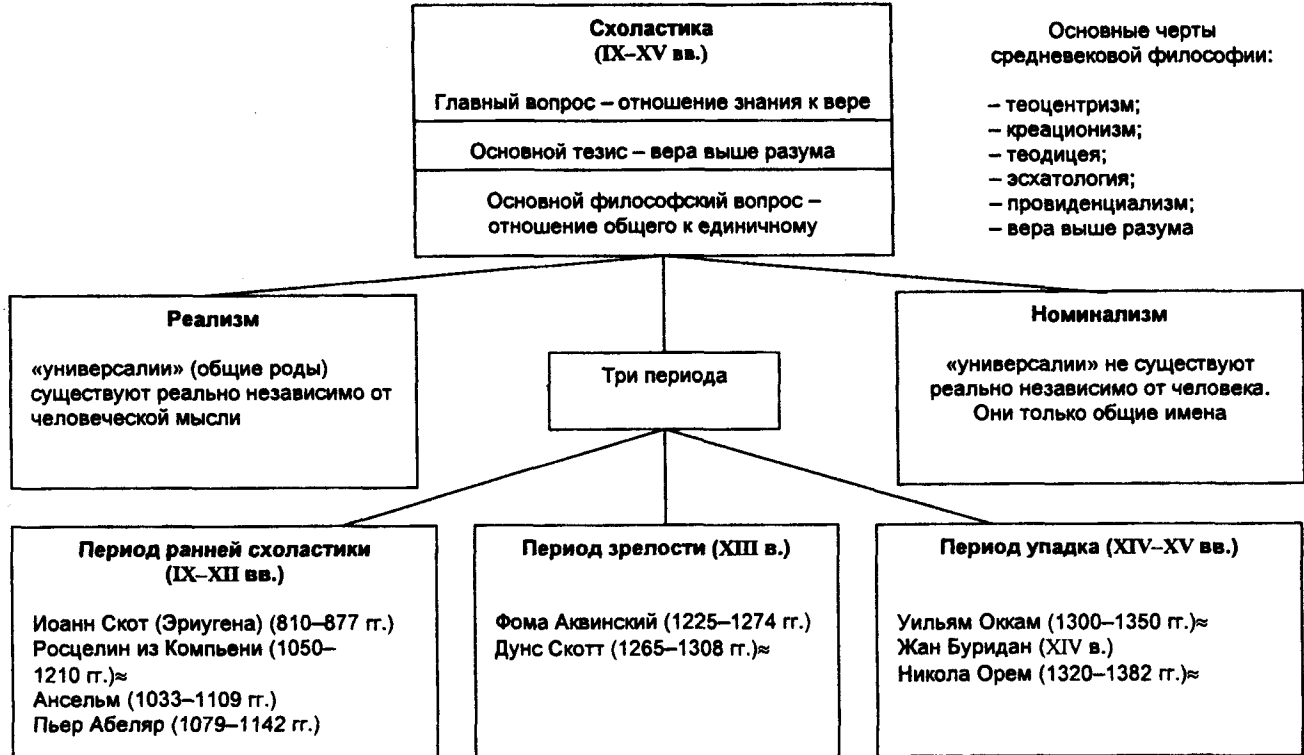 Схоластика
(IX–XV вв.)
Главный вопрос – отношение знания к вере
Основной тезис – вера выше разума
Основной философский вопрос –
отношение общего к единичному
Основные черты
средневековой философии:
– теоцентризм;
– креационизм;
– теодицея;
– эсхатология;
– провиденциализм;
– вера выше разума
Реализм
«универсалии» (общие роды)
существуют реально независимо от
человеческой мысли
Три периода
Номинализм
«универсалии» не существуют
реально независимо от человека.
Они только общие имена
Период ранней схоластики
(IX–XII вв.)
Иоанн Скот (Эриугена) (810–877 гг.)
Росцелин из Компьени (1050–
1210 гг.)≈
Ансельм (1033–1109 гг.)
Пьер Абеляр (1079–1142 гг.)
Период зрелости (XIII в.)
Фома Аквинский (1225–1274 гг.)
Дунс Скотт (1265–1308 гг.)≈
Период упадка (XIV–XV вв.)
Уильям Оккам (1300–1350 гг.)≈
Жан Буридан (XIV в.)
Никола Орем (1320–1382 гг.)≈